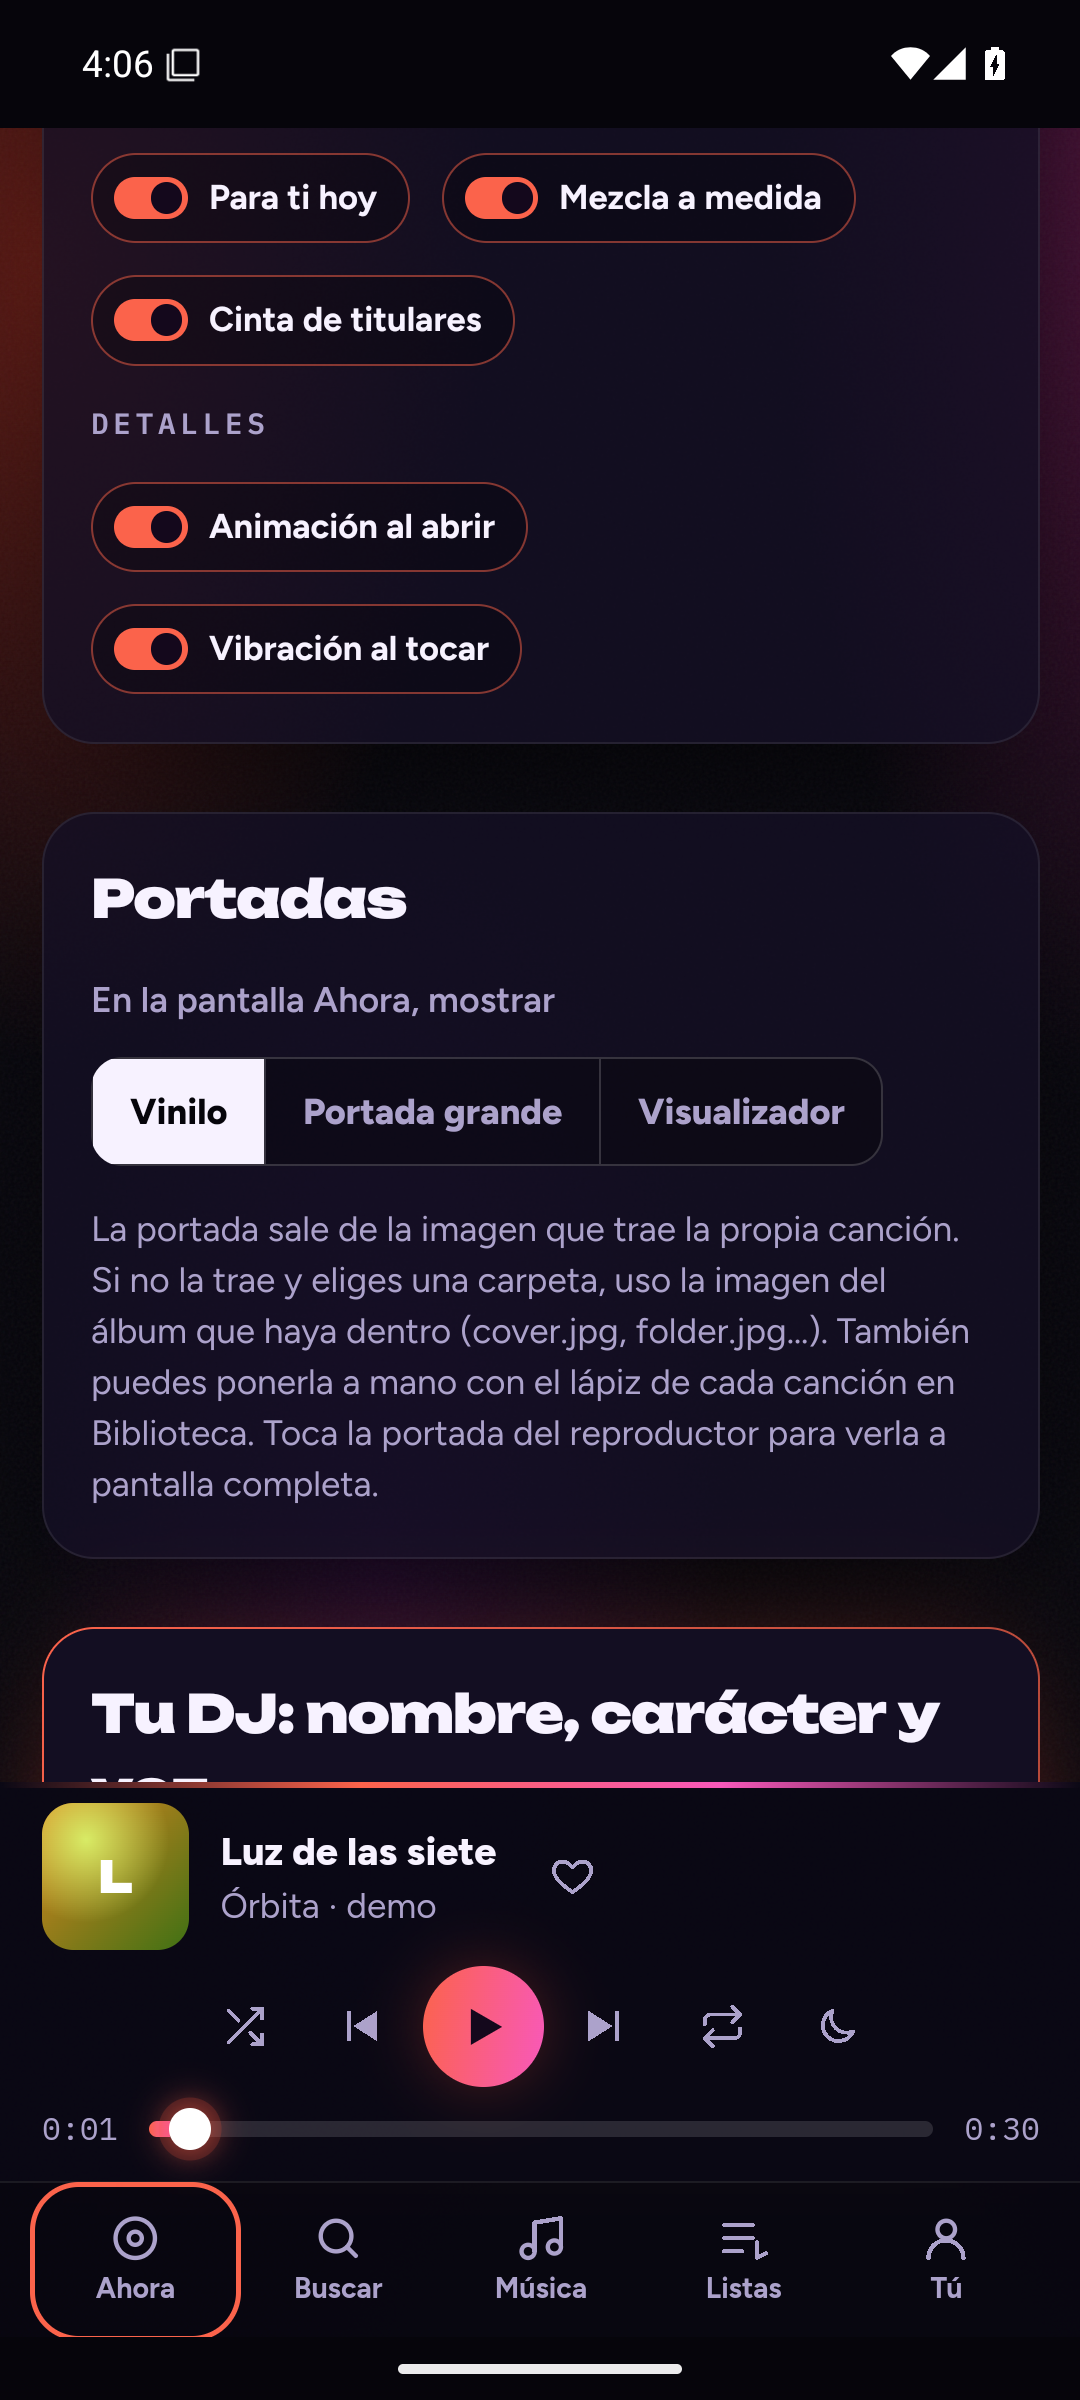 4:06
Para ti hoy
Mezcla a medida
Cinta de titulares
DETALLES
Animación al abrir
Vibración al tocar
Portadas
En la pantalla Ahora, mostrar
Vinilo
Portada grande
Visualizador
La portada sale de la imagen que trae la propia canción.
Si no la trae y eliges una carpeta, uso la imagen del
álbum que haya dentro (cover.jpg, folder.jpg...). También
puedes ponerla a mano con el lápiz de cada canción en
Biblioteca. Toca la portada del reproductor para verla a
pantalla completa.
Tu DJ: nombre, carácter y
L
Luz de las siete
Órbita · demo
0:01
0:30
Ahora
Buscar
Música
Listas
Tú